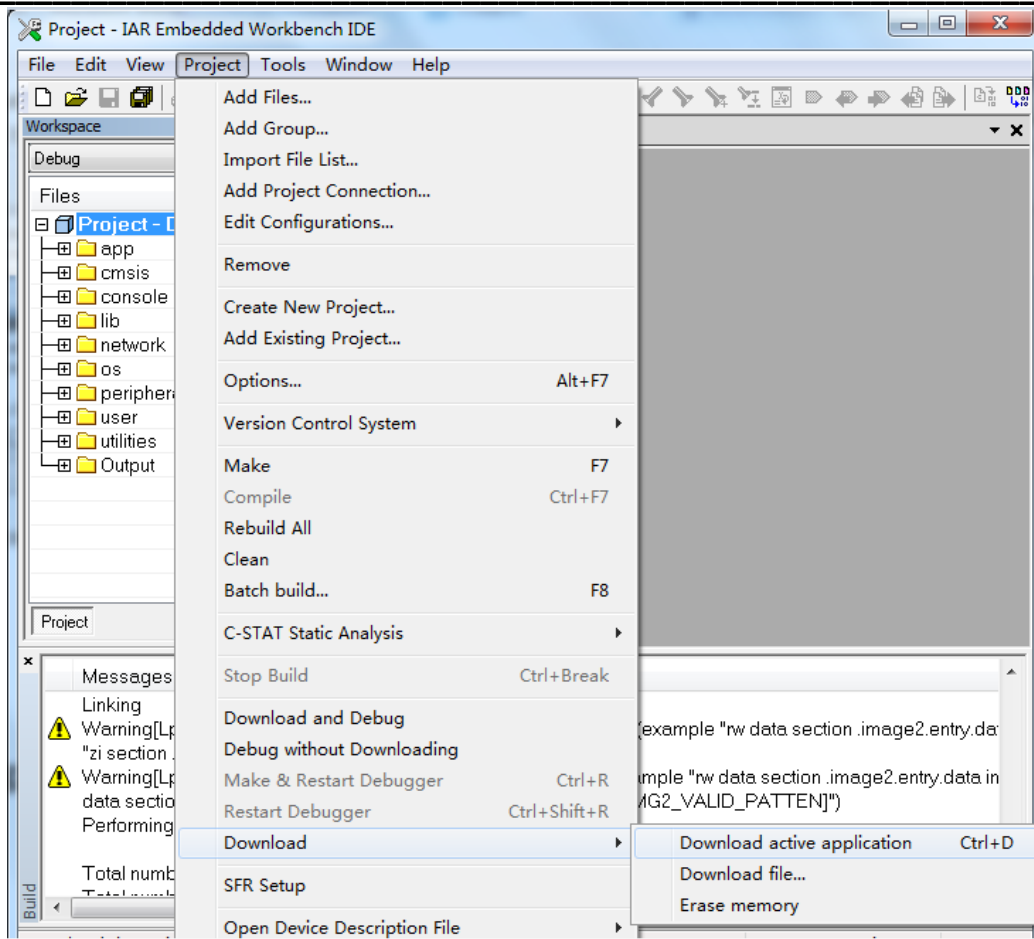 Project - IAR Embedded Workbench IDE
File Edit View Project Tools Window Help
Workspace
Debug
Files
Project - D
app
cmsis
console
lib
network
os
user
utilities
Output
Project
Add Files...
Add Group...
Import File List...
Add Project Connection...
Edit Configurations...
Remove
Create New Project...
Add Existing Project...
Options... Alt+F7
Version Control System
Make F7
Compile Ctrl+F7
Rebuild All
Clean
Batch build... F8
C-STAT Static Analysis
Stop Build Ctrl+Break
Download and Debug
Debug without Downloading
Make & Restart Debugger Ctrl+R
Restart Debugger Ctrl+Shift+R
Download
SFR Setup
Open Device Description File
Download active application Ctrl+D
Download file...
Erase memory
Messages
Linking
Warning[Lp (example "rw data section .image2.entry.da
"zi section .
Warning[Lp mple "rw data section .image2.entry.data in
data sectio MG2_VALID_PATTEN]")
Performing
Total numb
Build